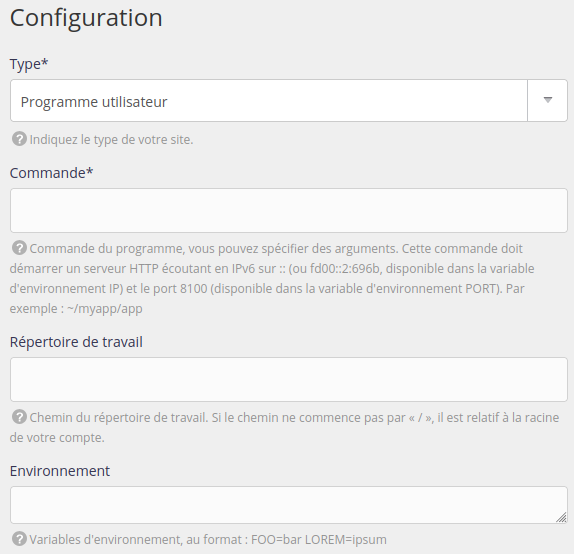 Configuration
Type*
Programme utilisateur
? Indiquez le type de votre site.
Commande*
? Commande du programme, vous pouvez spécifier des arguments. Cette commande doit
démarrer un serveur HTTP écoutant en IPv6 sur :: (ou fd00::2:696b, disponible dans la variable
d'environnement IP) et le port 8100 (disponible dans la variable d'environnement PORT). Par
exemple : ~/myapp/app
Répertoire de travail
? Chemin du répertoire de travail. Si le chemin ne commence pas par « / », il est relatif à la racine
de votre compte.
Environnement
? Variables d'environnement, au format : FOO=bar LOREM=ipsum